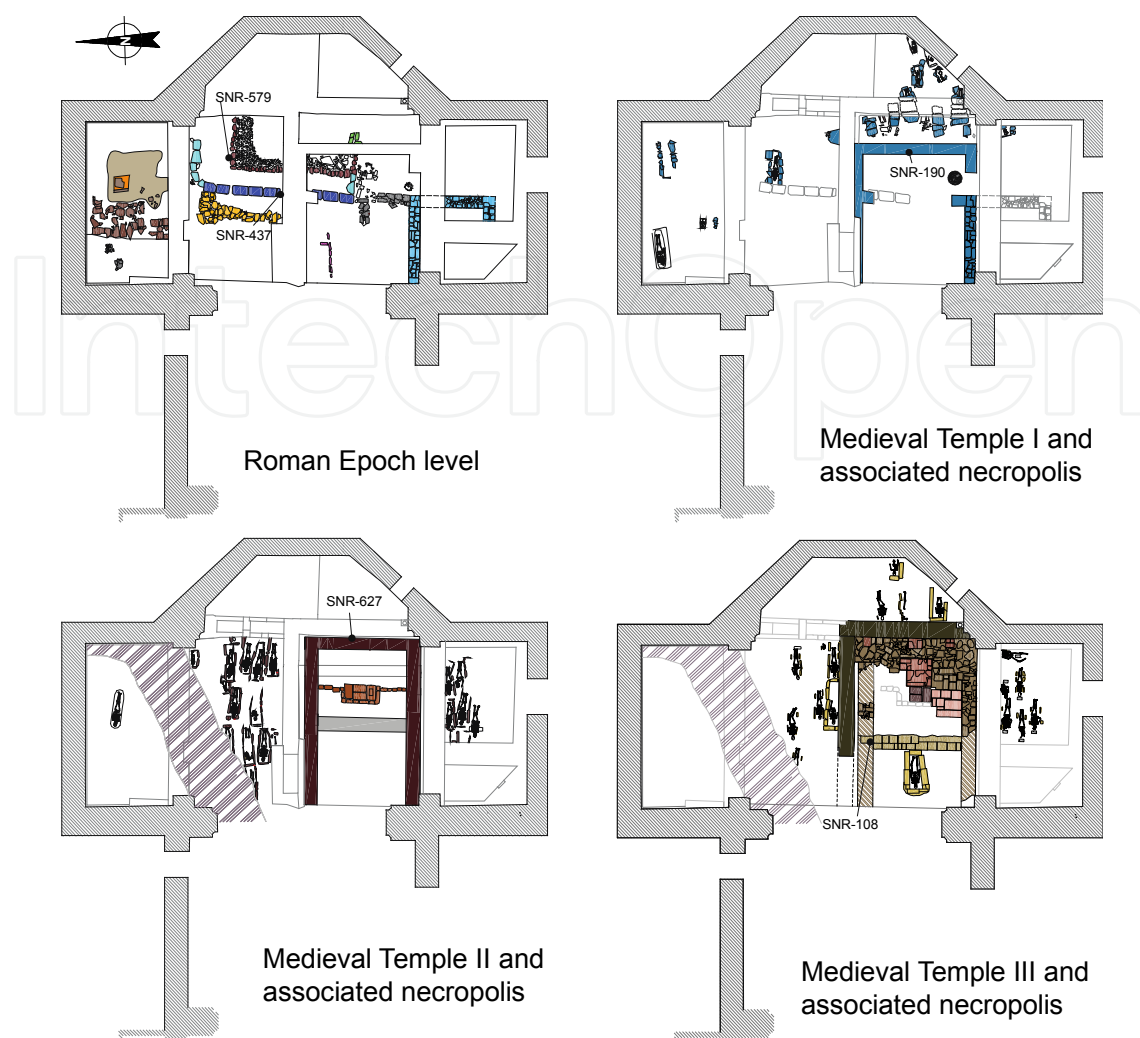 N
SNR-579
SNR-437
Roman Epoch level
SNR-190
Medieval Temple I and
associated necropolis
IntechOpen
SNR-627
Medieval Temple II and
associated necropolis
SNR-108
Medieval Temple III and
associated necropolis